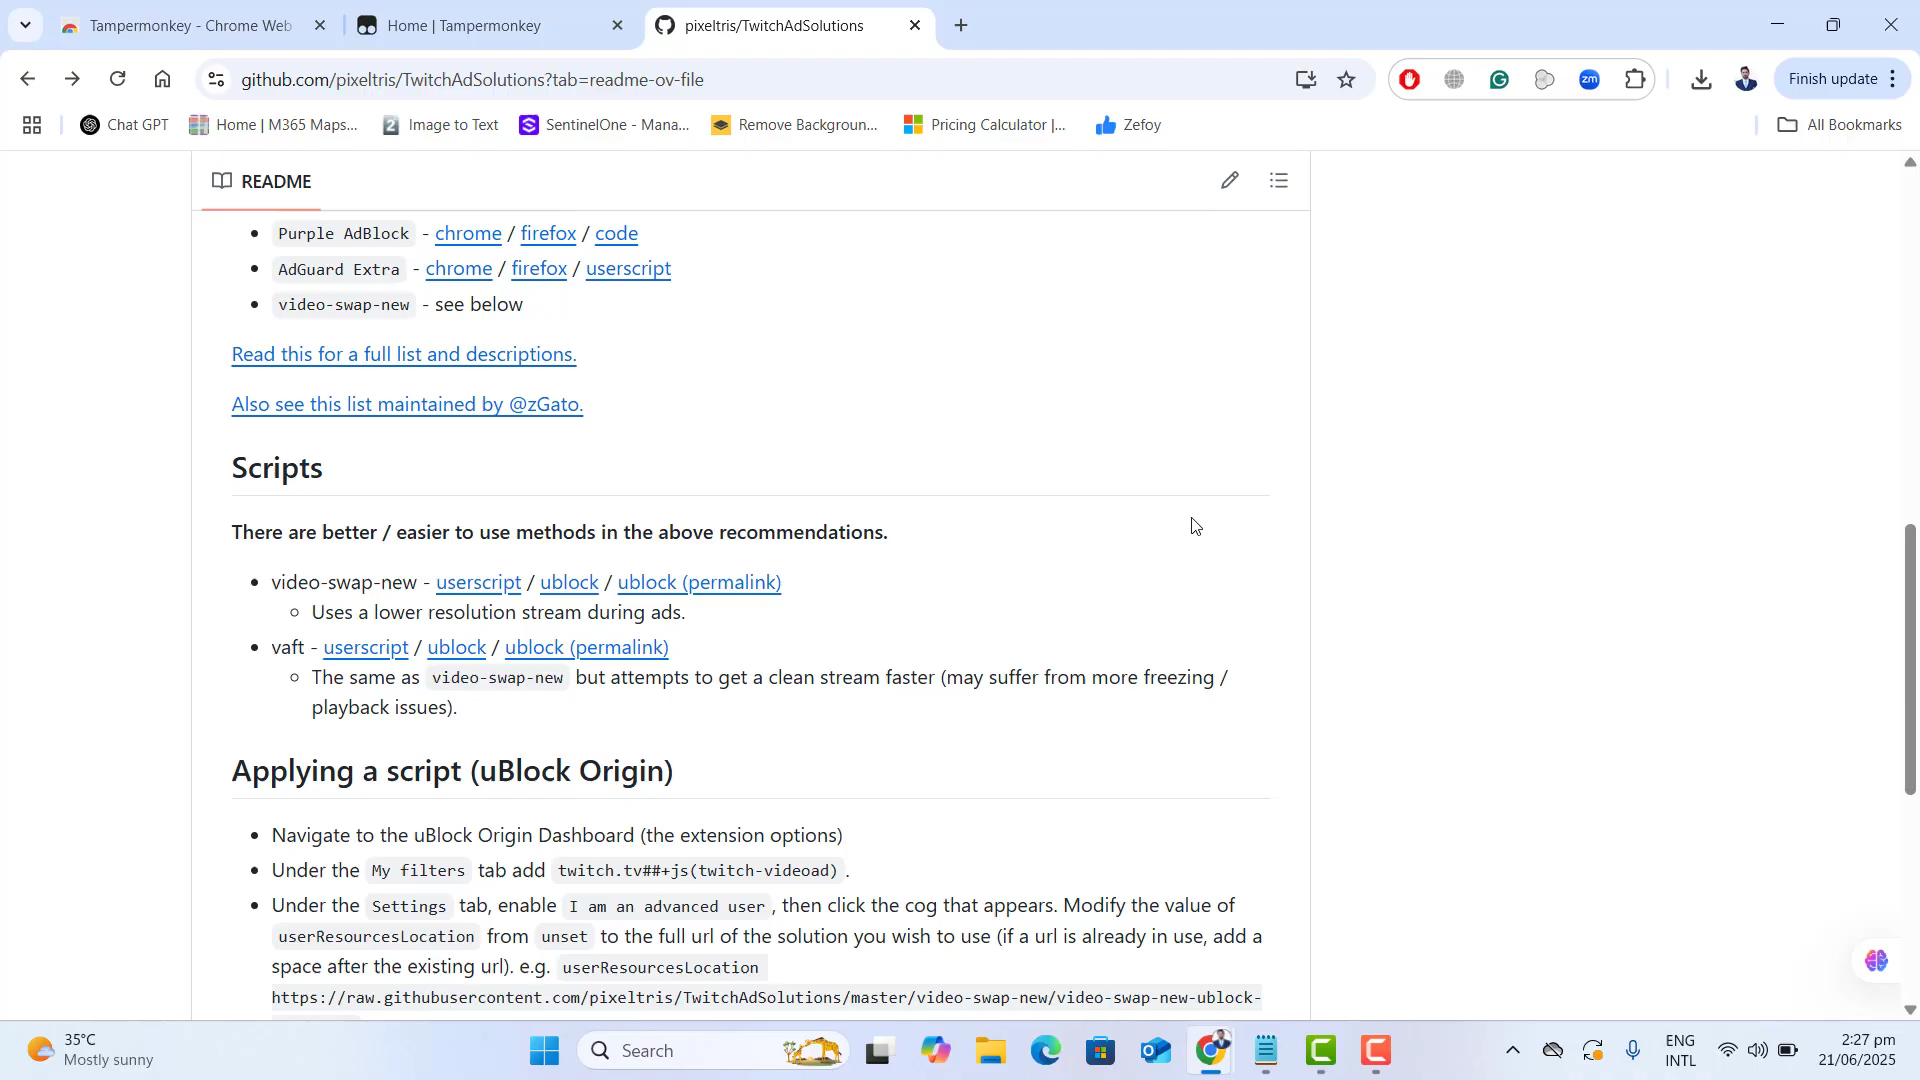 Tampermonkey - Chrome Web
Home | Tampermonkey
pixeltris/TwitchAdSolutions
github.com/pixeltris/TwitchAdSolutions?tab=readme-ov-file
zm
Finish update
Chat GPT
Home | M365 Maps...
2 Image to Text
SentinelOne - Mana...
Remove Backgroun...
Pricing Calculator |...
Zefoy
All Bookmarks
README
Purple AdBlock - chrome / firefox / code
AdGuard Extra - chrome / firefox / userscript
video-swap-new - see below
Read this for a full list and descriptions.
Also see this list maintained by @zGato.
Scripts
There are better / easier to use methods in the above recommendations.
video-swap-new - userscript / ublock / ublock (permalink)
Uses a lower resolution stream during ads.
vaft - userscript / ublock / ublock (permalink)
The same as video-swap-new but attempts to get a clean stream faster (may suffer from more freezing /
playback issues).
Applying a script (uBlock Origin)
Navigate to the uBlock Origin Dashboard (the extension options)
Under the My filters tab add twitch.tv##+js(twitch-videoad) .
Under the Settings tab, enable I am an advanced user , then click the cog that appears. Modify the value of
userResourcesLocation from unset to the full url of the solution you wish to use (if a url is already in use, add a
space after the existing url). e.g. userResourcesLocation
https://raw.githubusercontent.com/pixeltris/TwitchAdSolutions/master/video-swap-new/video-swap-new-ublock-
35°C
Mostly sunny
Search
ENG
INTL
2:27 pm
21/06/2025